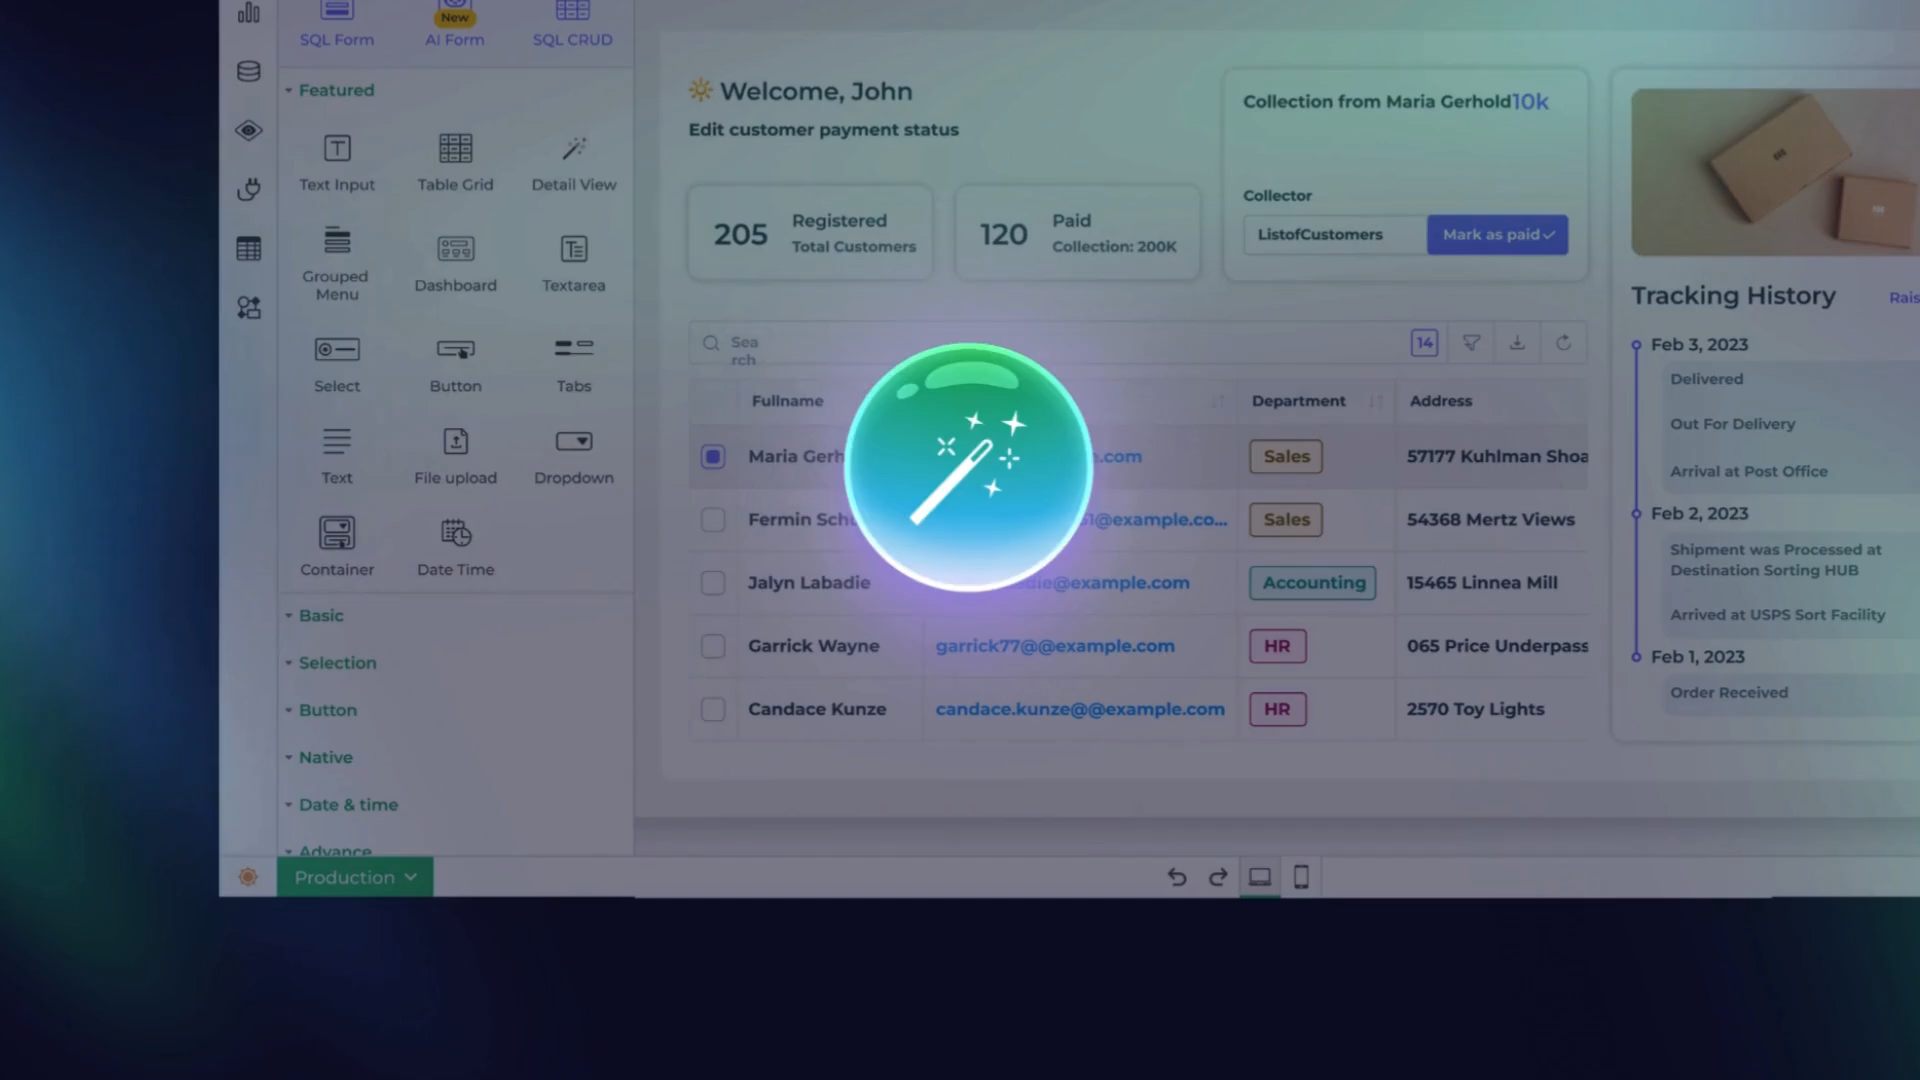 SQL Form
New
AI Form
SQL CRUD
Featured
Text Input
Table Grid
Detail View
Grouped
Menu
Dashboard
Textarea
Select
Button
Tabs
Text
File upload
Dropdown
Container
Date Time
Basic
Selection
Button
Native
Date & time
Advance
Production
Welcome, John
Edit customer payment status
205
Registered
Total Customers
120
Paid
Collection: 200K
Collection from Maria Gerhold10k
Collector
ListofCustomers
Mark as paid
Sea
rch
14
Fullname
Department
Address
Maria Gerh
.com
Sales
57177 Kuhlman Shoa
Fermin Schu
@example.co...
Sales
54368 Mertz Views
Jalyn Labadie
die@example.com
Accounting
15465 Linnea Mill
Garrick Wayne
garrick77@@example.com
HR
065 Price Underpass
Candace Kunze
candace.kunze@@example.com
HR
2570 Toy Lights
Tracking History
Rais
Feb 3, 2023
Delivered
Out For Delivery
Arrival at Post Office
Feb 2, 2023
Shipment was Processed at
Destination Sorting HUB
Arrived at USPS Sort Facility
Feb 1, 2023
Order Received